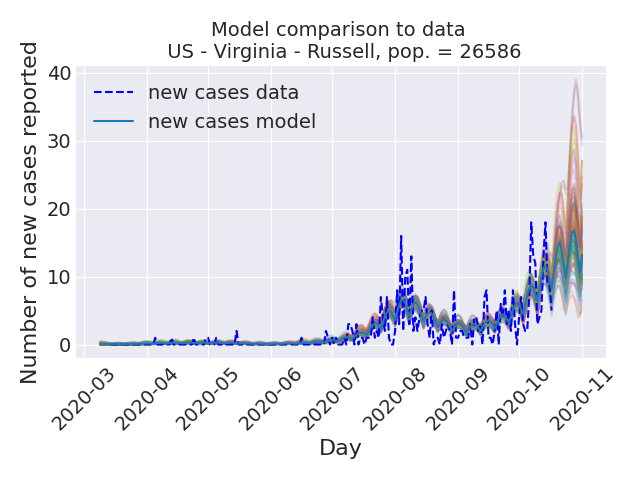 Model comparison to data
US - Virginia - Russell, pop. = 26586
Number of new cases reported
40
30
20
10
0
new cases data
new cases model
2020-03
2020-04
2020-05
2020-06
2020-07
2020-08
2020-09
2020-10
2020-11
Day